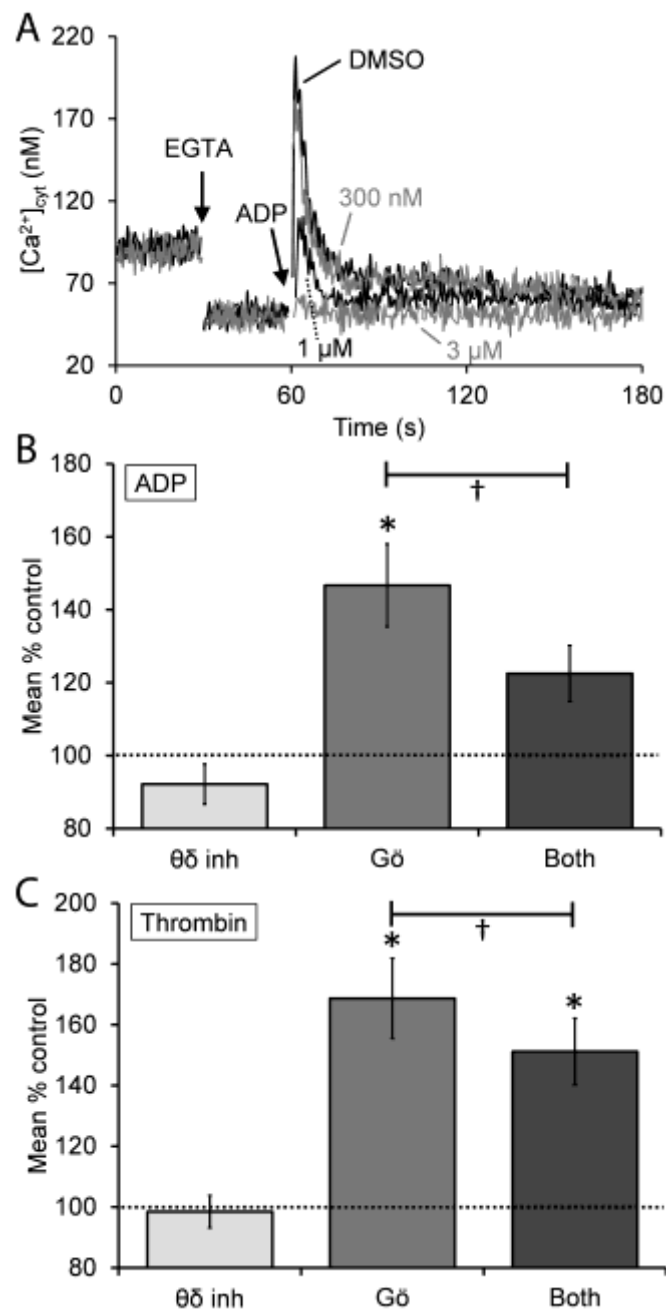 A
220
170
120
70
20
[Ca²⁺]cyt (nM)
EGTA
ADP
DMSO
300 nM
1 µM
3 µM
0
60
120
180
Time (s)
B
180
160
140
120
100
80
Mean % control
ADP
*
†
θδ inh
Gö
Both
C
200
180
160
140
120
100
80
Mean % control
Thrombin
*
†
*
θδ inh
Gö
Both